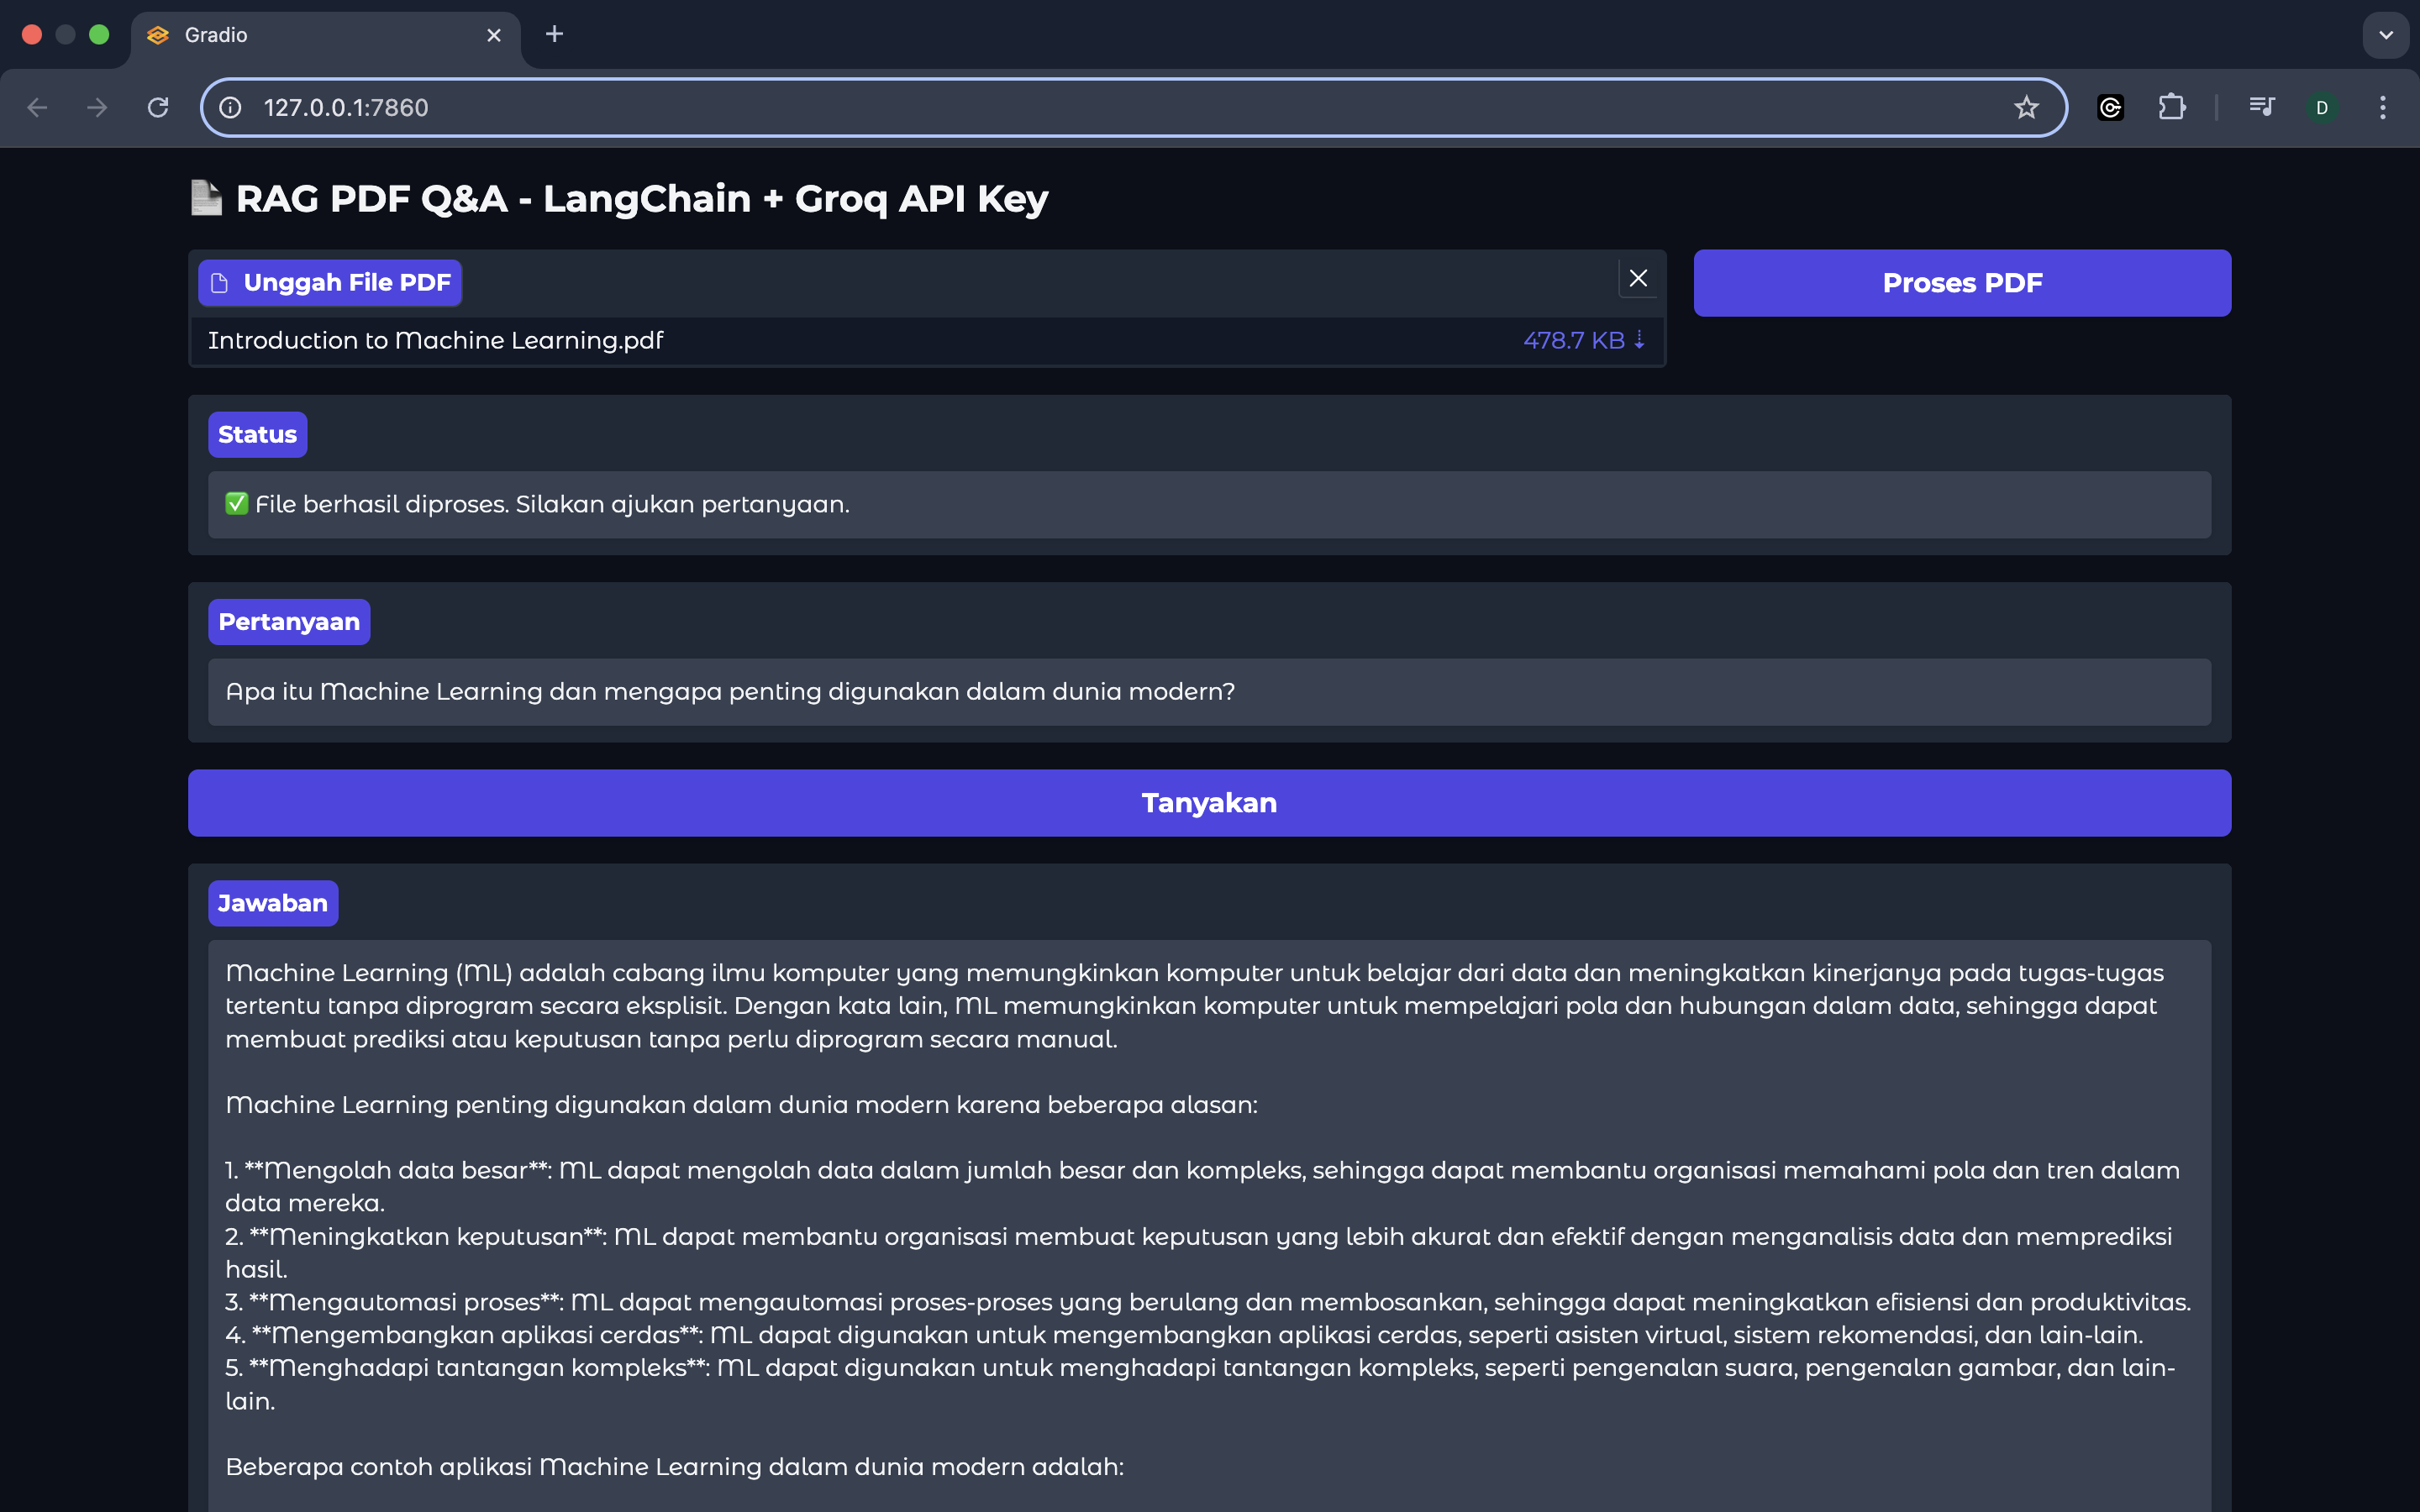 Gradio
127.0.0.1:7860
D
RAG PDF Q&A - LangChain + Groq API Key
Unggah File PDF
Proses PDF
Introduction to Machine Learning.pdf
478.7 KB ⇣
Status
✅ File berhasil diproses. Silakan ajukan pertanyaan.
Pertanyaan
Apa itu Machine Learning dan mengapa penting digunakan dalam dunia modern?
Tanyakan
Jawaban
Machine Learning (ML) adalah cabang ilmu komputer yang memungkinkan komputer untuk belajar dari data dan meningkatkan kinerjanya pada tugas-tugas
tertentu tanpa diprogram secara eksplisit. Dengan kata lain, ML memungkinkan komputer untuk mempelajari pola dan hubungan dalam data, sehingga dapat
membuat prediksi atau keputusan tanpa perlu diprogram secara manual.
Machine Learning penting digunakan dalam dunia modern karena beberapa alasan:
1. **Mengolah data besar**: ML dapat mengolah data dalam jumlah besar dan kompleks, sehingga dapat membantu organisasi memahami pola dan tren dalam
data mereka.
2. **Meningkatkan keputusan**: ML dapat membantu organisasi membuat keputusan yang lebih akurat dan efektif dengan menganalisis data dan memprediksi
hasil.
3. **Mengautomasi proses**: ML dapat mengautomasi proses-proses yang berulang dan membosankan, sehingga dapat meningkatkan efisiensi dan produktivitas.
4. **Mengembangkan aplikasi cerdas**: ML dapat digunakan untuk mengembangkan aplikasi cerdas, seperti asisten virtual, sistem rekomendasi, dan lain-lain.
5. **Menghadapi tantangan kompleks**: ML dapat digunakan untuk menghadapi tantangan kompleks, seperti pengenalan suara, pengenalan gambar, dan lain-
lain.
Beberapa contoh aplikasi Machine Learning dalam dunia modern adalah: